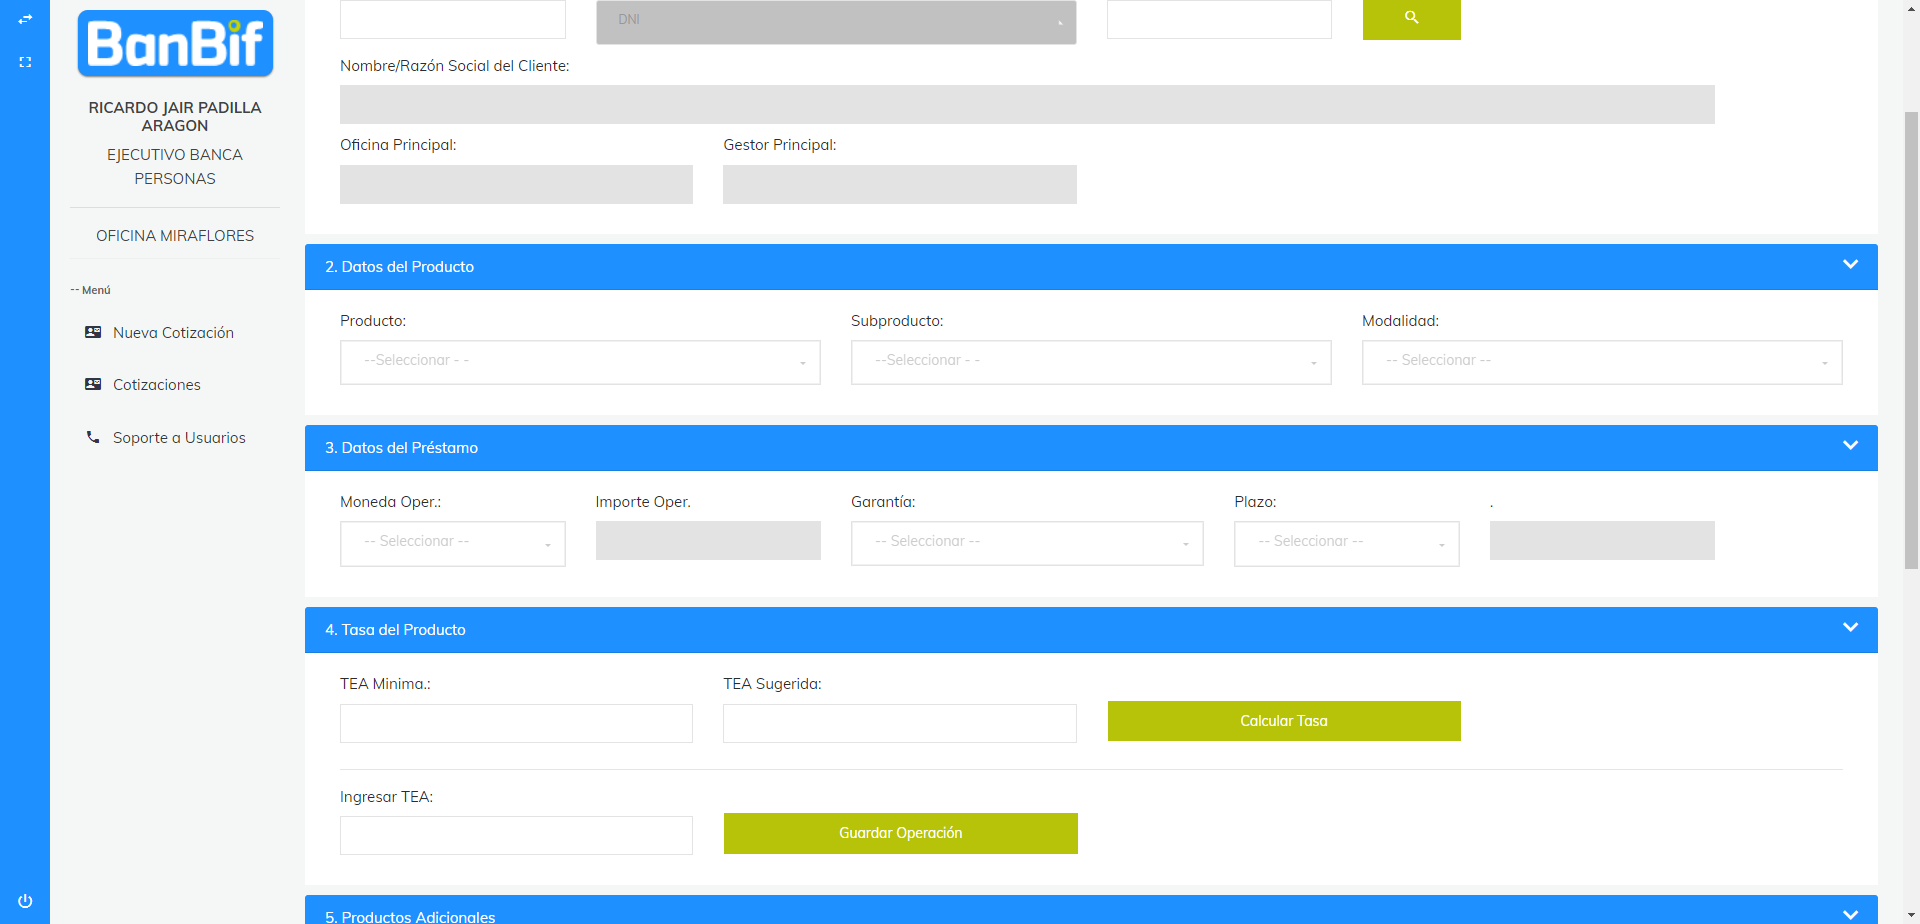 BanBif
RICARDO JAIR PADILLA
ARAGON
EJECUTIVO BANCA
PERSONAS
OFICINA MIRAFLORES
-- Menú
Nueva Cotización
Cotizaciones
Soporte a Usuarios
DNI
Nombre/Razón Social del Cliente:
Oficina Principal:
Gestor Principal:
2. Datos del Producto
Producto:
Subproducto:
Modalidad:
--Seleccionar - -
--Seleccionar - -
-- Seleccionar --
3. Datos del Préstamo
Moneda Oper.:
Importe Oper.
Garantía:
Plazo:
.
-- Seleccionar --
-- Seleccionar --
-- Seleccionar --
4. Tasa del Producto
TEA Minima.:
TEA Sugerida:
Calcular Tasa
Ingresar TEA:
Guardar Operación
5. Productos Adicionales